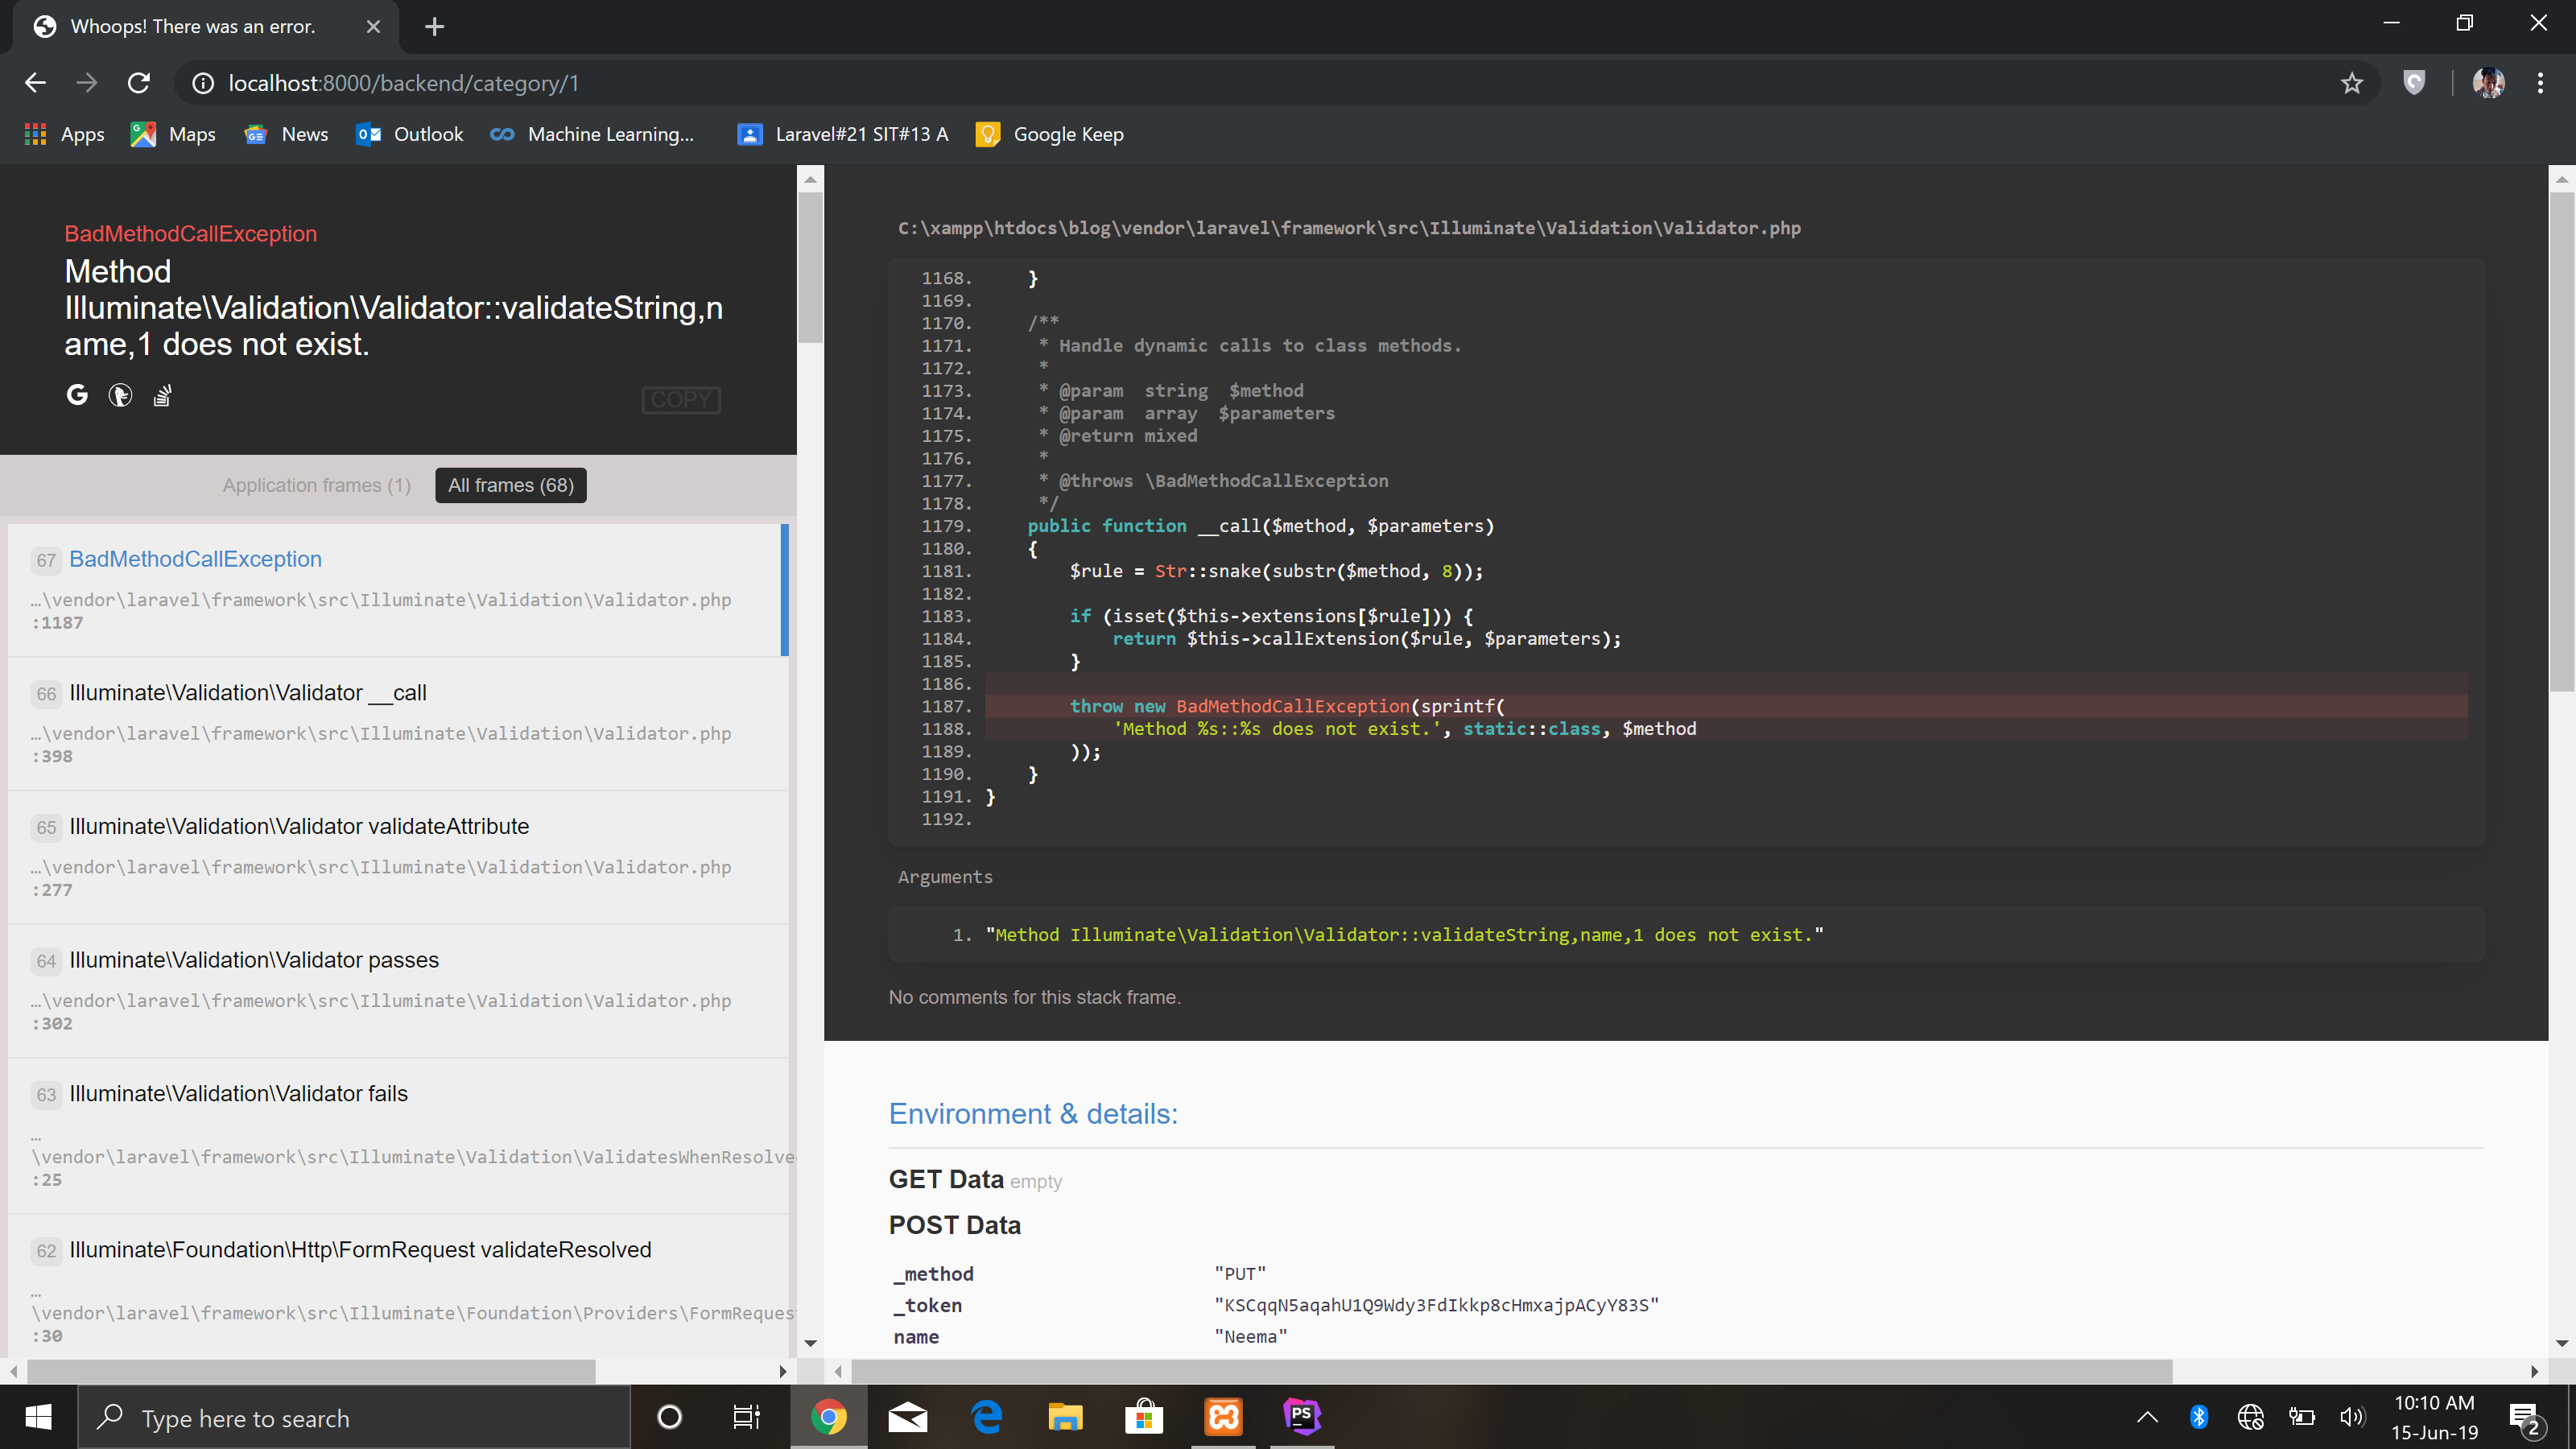 Whoops! There was an error.
localhost:8000/backend/category/1
Apps
Maps
News
Outlook
Machine Learning...
Laravel#21 SIT#13 A
Google Keep
BadMethodCallException
Method
Illuminate\Validation\Validator::validateString,n
ame,1 does not exist.
COPY
Application frames (1)
All frames (68)
67 BadMethodCallException
…\vendor\laravel\framework\src\Illuminate\Validation\Validator.php
:1187
66 Illuminate\Validation\Validator __call
…\vendor\laravel\framework\src\Illuminate\Validation\Validator.php
:398
65 Illuminate\Validation\Validator validateAttribute
…\vendor\laravel\framework\src\Illuminate\Validation\Validator.php
:277
64 Illuminate\Validation\Validator passes
…\vendor\laravel\framework\src\Illuminate\Validation\Validator.php
:302
63 Illuminate\Validation\Validator fails
…
\vendor\laravel\framework\src\Illuminate\Validation\ValidatesWhenResolve
:25
62 Illuminate\Foundation\Http\FormRequest validateResolved
…
\vendor\laravel\framework\src\Illuminate\Foundation\Providers\FormReques
:30
C:\xampp\htdocs\blog\vendor\laravel\framework\src\Illuminate\Validation\Validator.php
1168.     }
1169.
1170.     /**
1171.      * Handle dynamic calls to class methods.
1172.      *
1173.      * @param  string  $method
1174.      * @param  array  $parameters
1175.      * @return mixed
1176.      *
1177.      * @throws \BadMethodCallException
1178.      */
1179.     public function __call($method, $parameters)
1180.     {
1181.         $rule = Str::snake(substr($method, 8));
1182.
1183.         if (isset($this->extensions[$rule])) {
1184.             return $this->callExtension($rule, $parameters);
1185.         }
1186.
1187.         throw new BadMethodCallException(sprintf(
1188.             'Method %s::%s does not exist.', static::class, $method
1189.         ));
1190.     }
1191. }
1192.
Arguments
1. "Method Illuminate\Validation\Validator::validateString,name,1 does not exist."
No comments for this stack frame.
Environment & details:
GET Data empty
POST Data
_method "PUT"
_token "KSCqqN5aqahU1Q9Wdy3FdIkkp8cHmxajpACyY83S"
name "Neema"
Type here to search
PS
10:10 AM
15-Jun-19
2